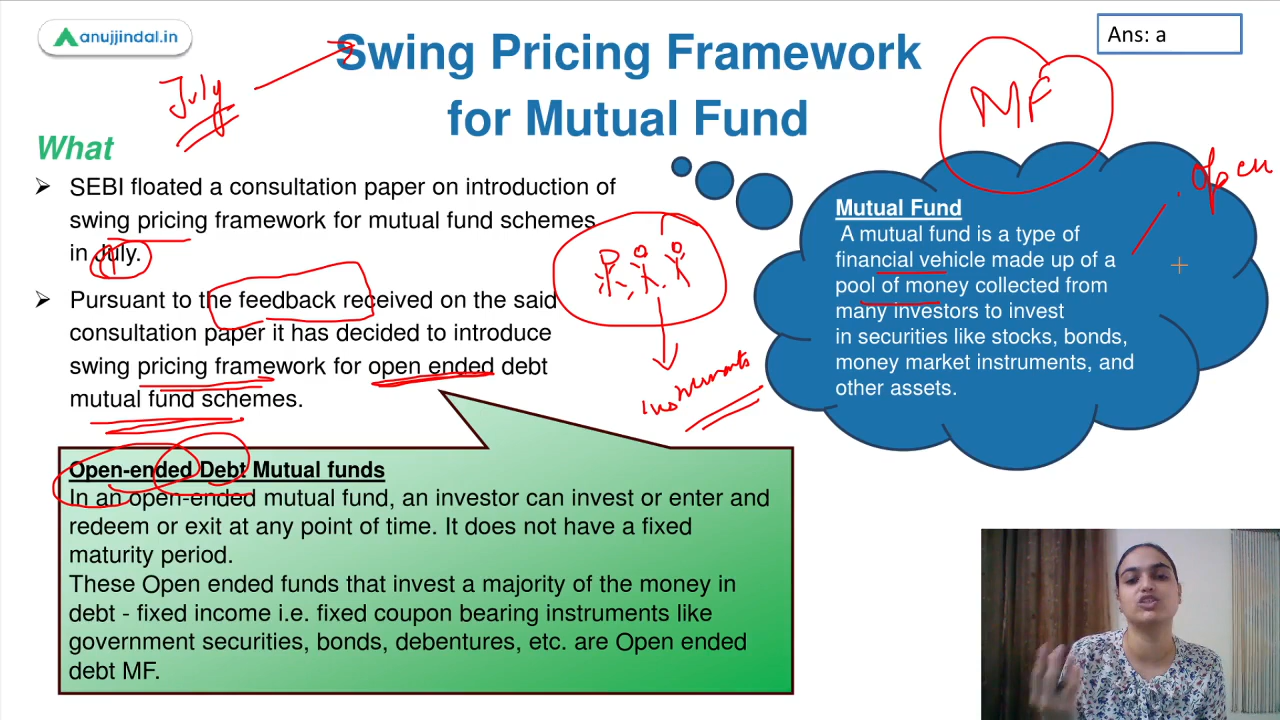 anujjindal.in
Swing Pricing Framework
for Mutual Fund
Ans: a
July
MF
What
➤ SEBI floated a consultation paper on introduction of
swing pricing framework for mutual fund schemes
in July.
➤ Pursuant to the feedback received on the said
consultation paper it has decided to introduce
swing pricing framework for open ended debt
mutual fund schemes.
instruments
open
Mutual Fund
A mutual fund is a type of
financial vehicle made up of a
pool of money collected from
many investors to invest
in securities like stocks, bonds,
money market instruments, and
other assets.
Open-ended Debt Mutual funds
In an open-ended mutual fund, an investor can invest or enter and
redeem or exit at any point of time. It does not have a fixed
maturity period.
These Open ended funds that invest a majority of the money in
debt - fixed income i.e. fixed coupon bearing instruments like
government securities, bonds, debentures, etc. are Open ended
debt MF.